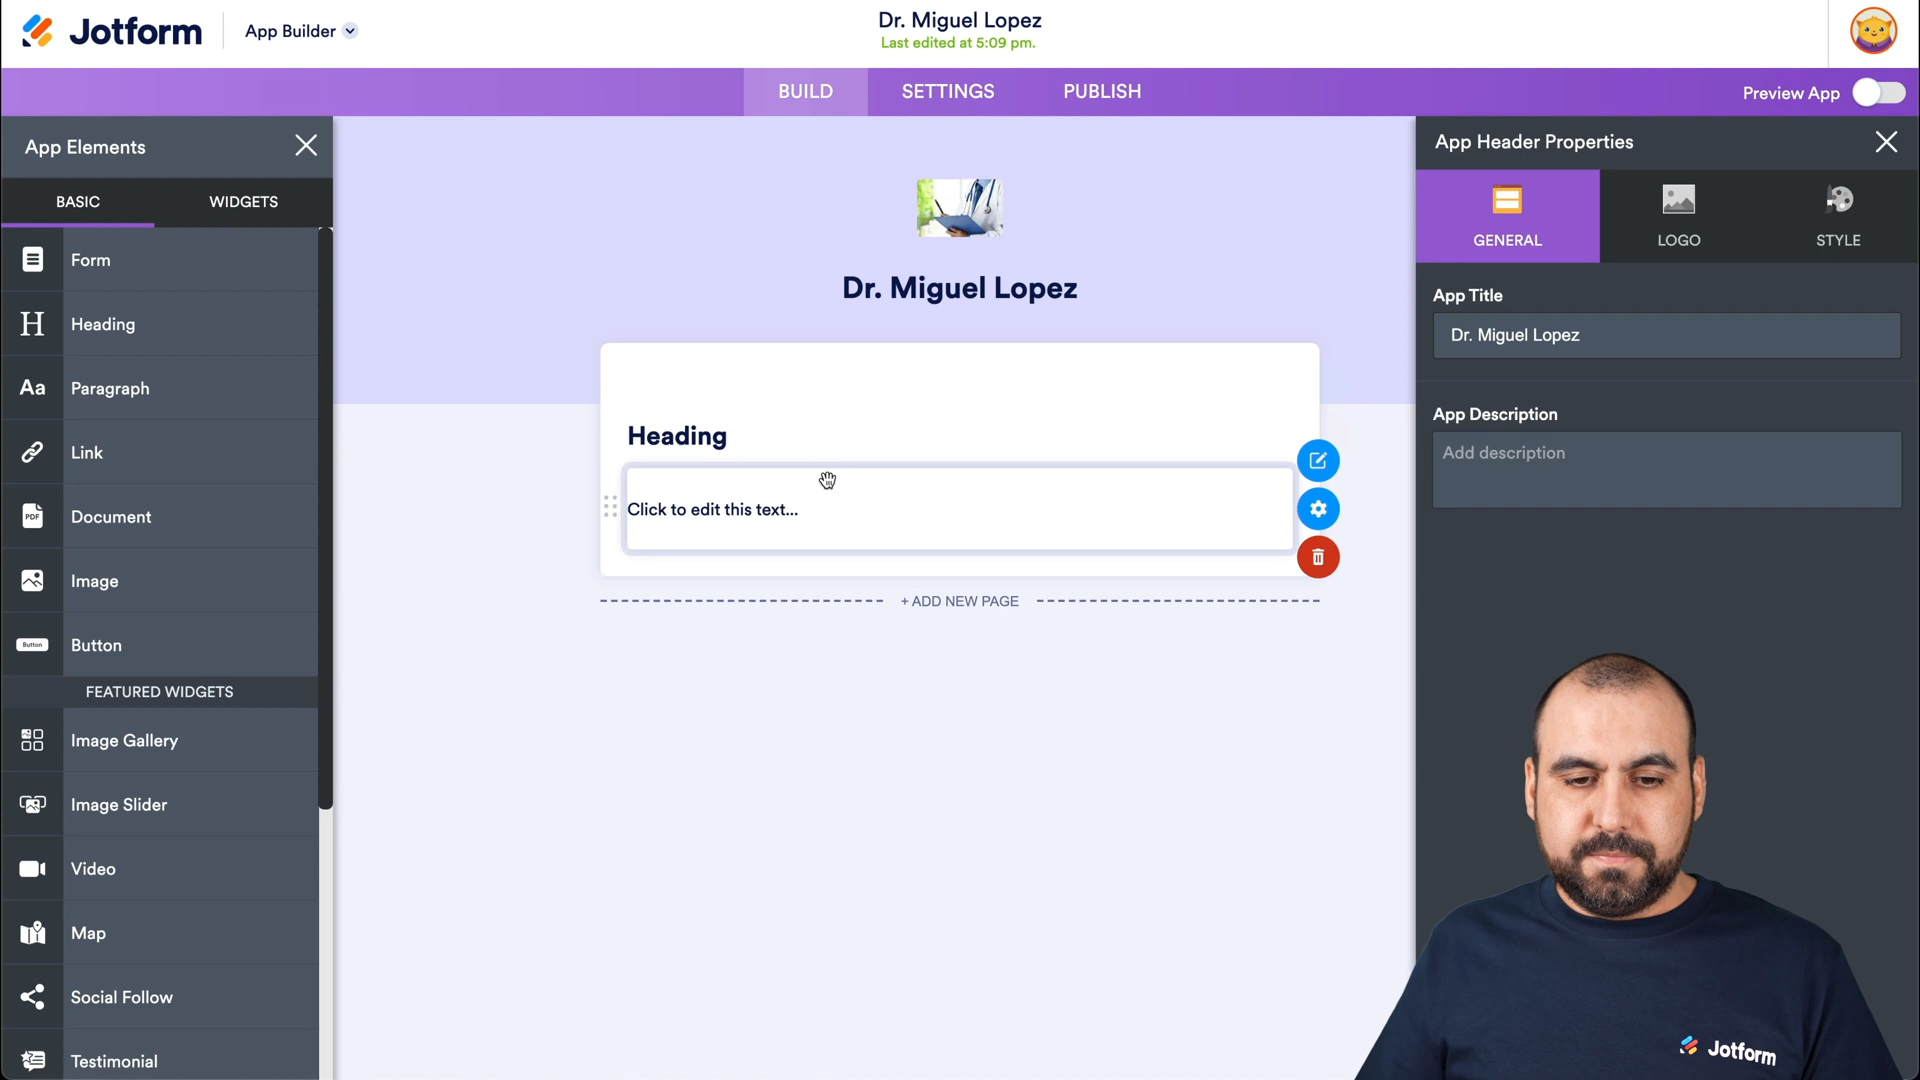 Jotform
App Builder
Dr. Miguel Lopez
Last edited at 5:09 pm.
BUILD
SETTINGS
PUBLISH
Preview App
App Elements
BASIC
WIDGETS
Form
H
Heading
Aa
Paragraph
Link
PDF
Document
Image
Button
Button
FEATURED WIDGETS
Image Gallery
Image Slider
Video
Map
Social Follow
Testimonial
Dr. Miguel Lopez
Heading
Click to edit this text...
+ ADD NEW PAGE
App Header Properties
GENERAL
LOGO
STYLE
App Title
Dr. Miguel Lopez
App Description
Add description
Jotform